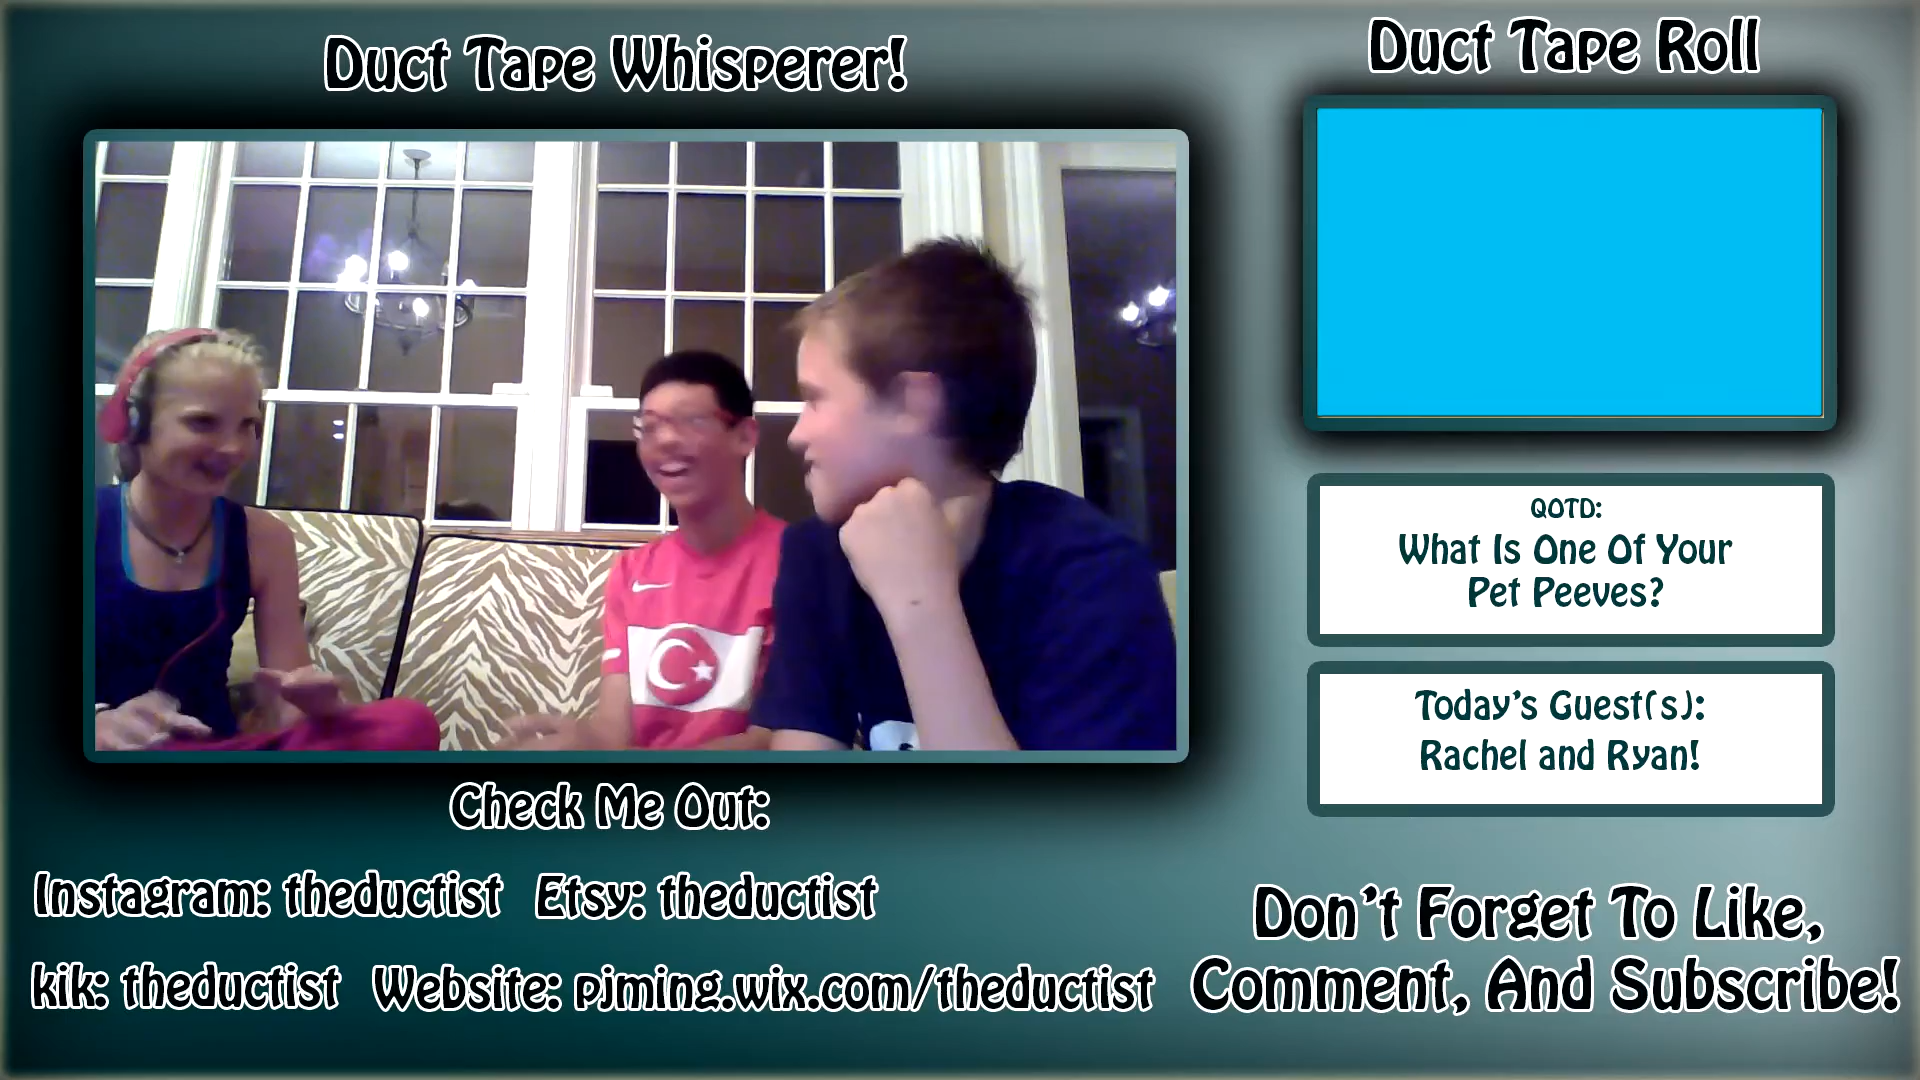 Duct Tape Whisperer!
Duct Tape Roll
QOTD:
What Is One Of Your
Pet Peeves?
Today's Guest(s):
Rachel and Ryan!
Check Me Out:
Instagram: theductist Etsy: theductist
kik: theductist Website: pjming.wix.com/theductist
Don't Forget To Like,
Comment, And Subscribe!